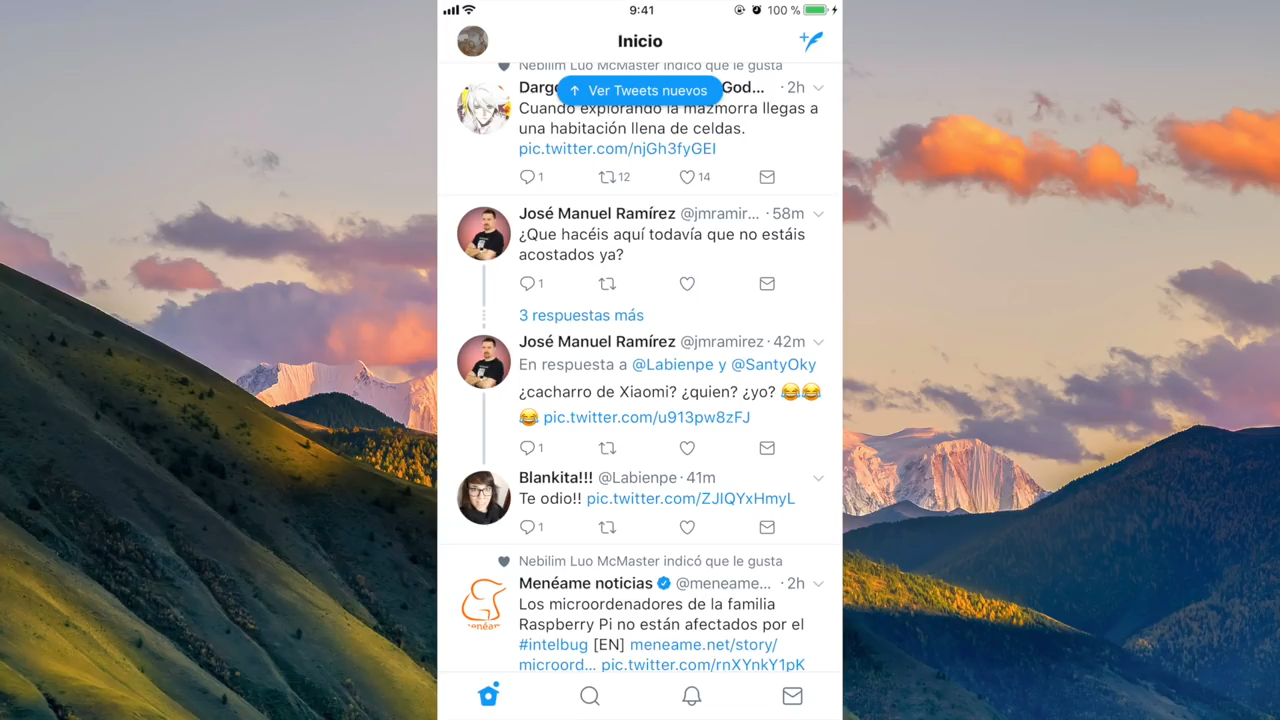 9:41
100 %
Inicio
Nebilim Luo McMaster indicó que le gusta
God... · 2h
Ver Tweets nuevos
Cuando explorando la mazmorra llegas a
una habitación llena de celdas.
pic.twitter.com/njGh3fyGEI
1 12 14
José Manuel Ramírez @jmramir... · 58m
¿Que hacéis aquí todavía que no estáis
acostados ya?
1
3 respuestas más
José Manuel Ramírez @jmramirez · 42m
En respuesta a @Labienpe y @SantyOky
¿cacharro de Xiaomi? ¿quien? ¿yo? 😂😂
😂 pic.twitter.com/u913pw8zFJ
1
Blankita!!! @Labienpe · 41m
Te odio!! pic.twitter.com/ZJlQYxHmyL
1
Nebilim Luo McMaster indicó que le gusta
Menéame noticias @meneame... · 2h
Los microordenadores de la familia
Raspberry Pi no están afectados por el
#intelbug [EN] meneame.net/story/
microord... pic.twitter.com/rnXYnkY1pK